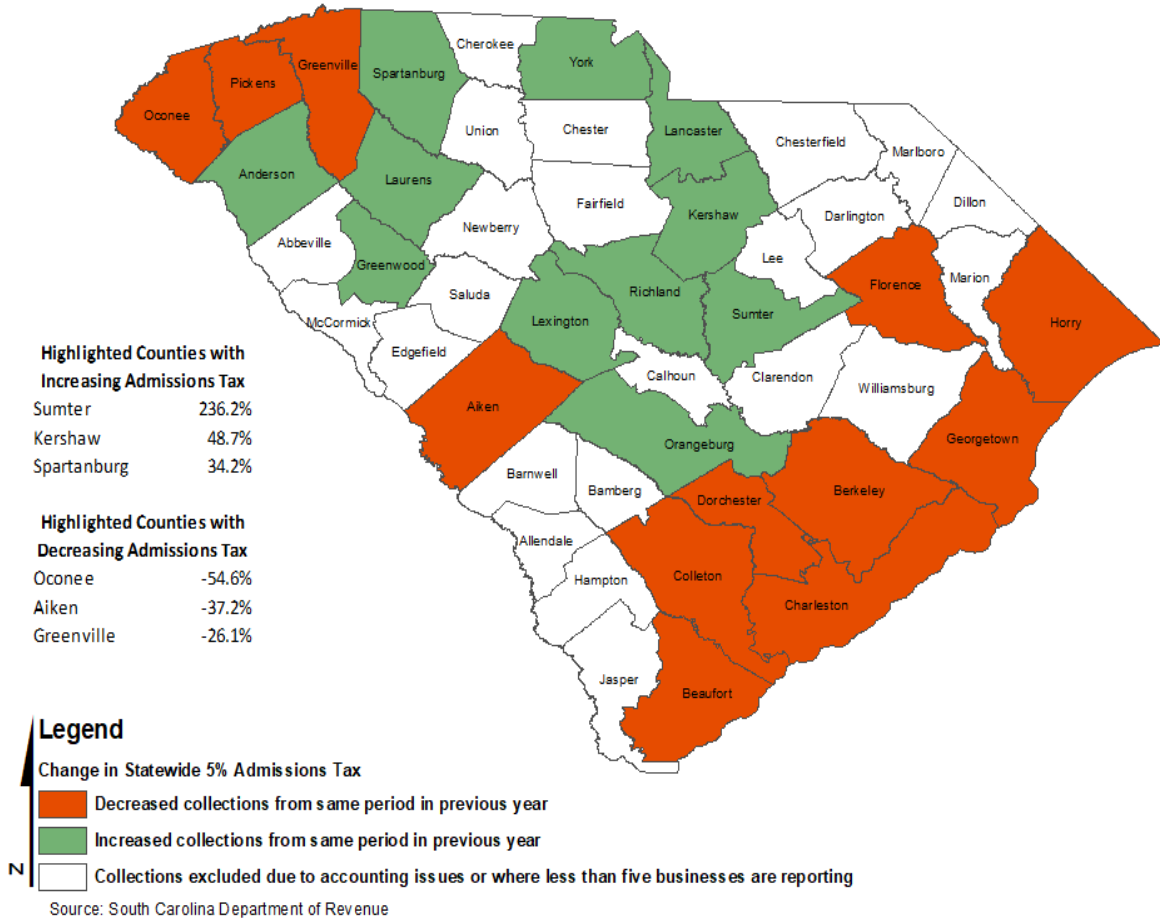 Cherokee
York
Greenville
Spartanburg
Pickens
Oconee
Union
Chester
Lancaster
Chesterfield
Marlboro
Anderson
Laurens
Fairfield
Kershaw
Dillon
Darlington
Newberry
Abbeville
Greenwood
Lee
Marion
Florence
Saluda
Richland
Sumter
Horry
Lexington
McCormick
Edgefield
Calhoun
Clarendon
Williamsburg
Aiken
Georgetown
Orangeburg
Barnwell
Bamberg
Dorchester
Berkeley
Allendale
Hampton
Colleton
Charleston
Jasper
Beaufort
Highlighted Counties with
Increasing Admissions Tax
Sumter 236.2%
Kershaw 48.7%
Spartanburg 34.2%
Highlighted Counties with
Decreasing Admissions Tax
Oconee -54.6%
Aiken -37.2%
Greenville -26.1%
Legend
Change in Statewide 5% Admissions Tax
Decreased collections from same period in previous year
Increased collections from same period in previous year
Collections excluded due to accounting issues or where less than five businesses are reporting
N
Source: South Carolina Department of Revenue